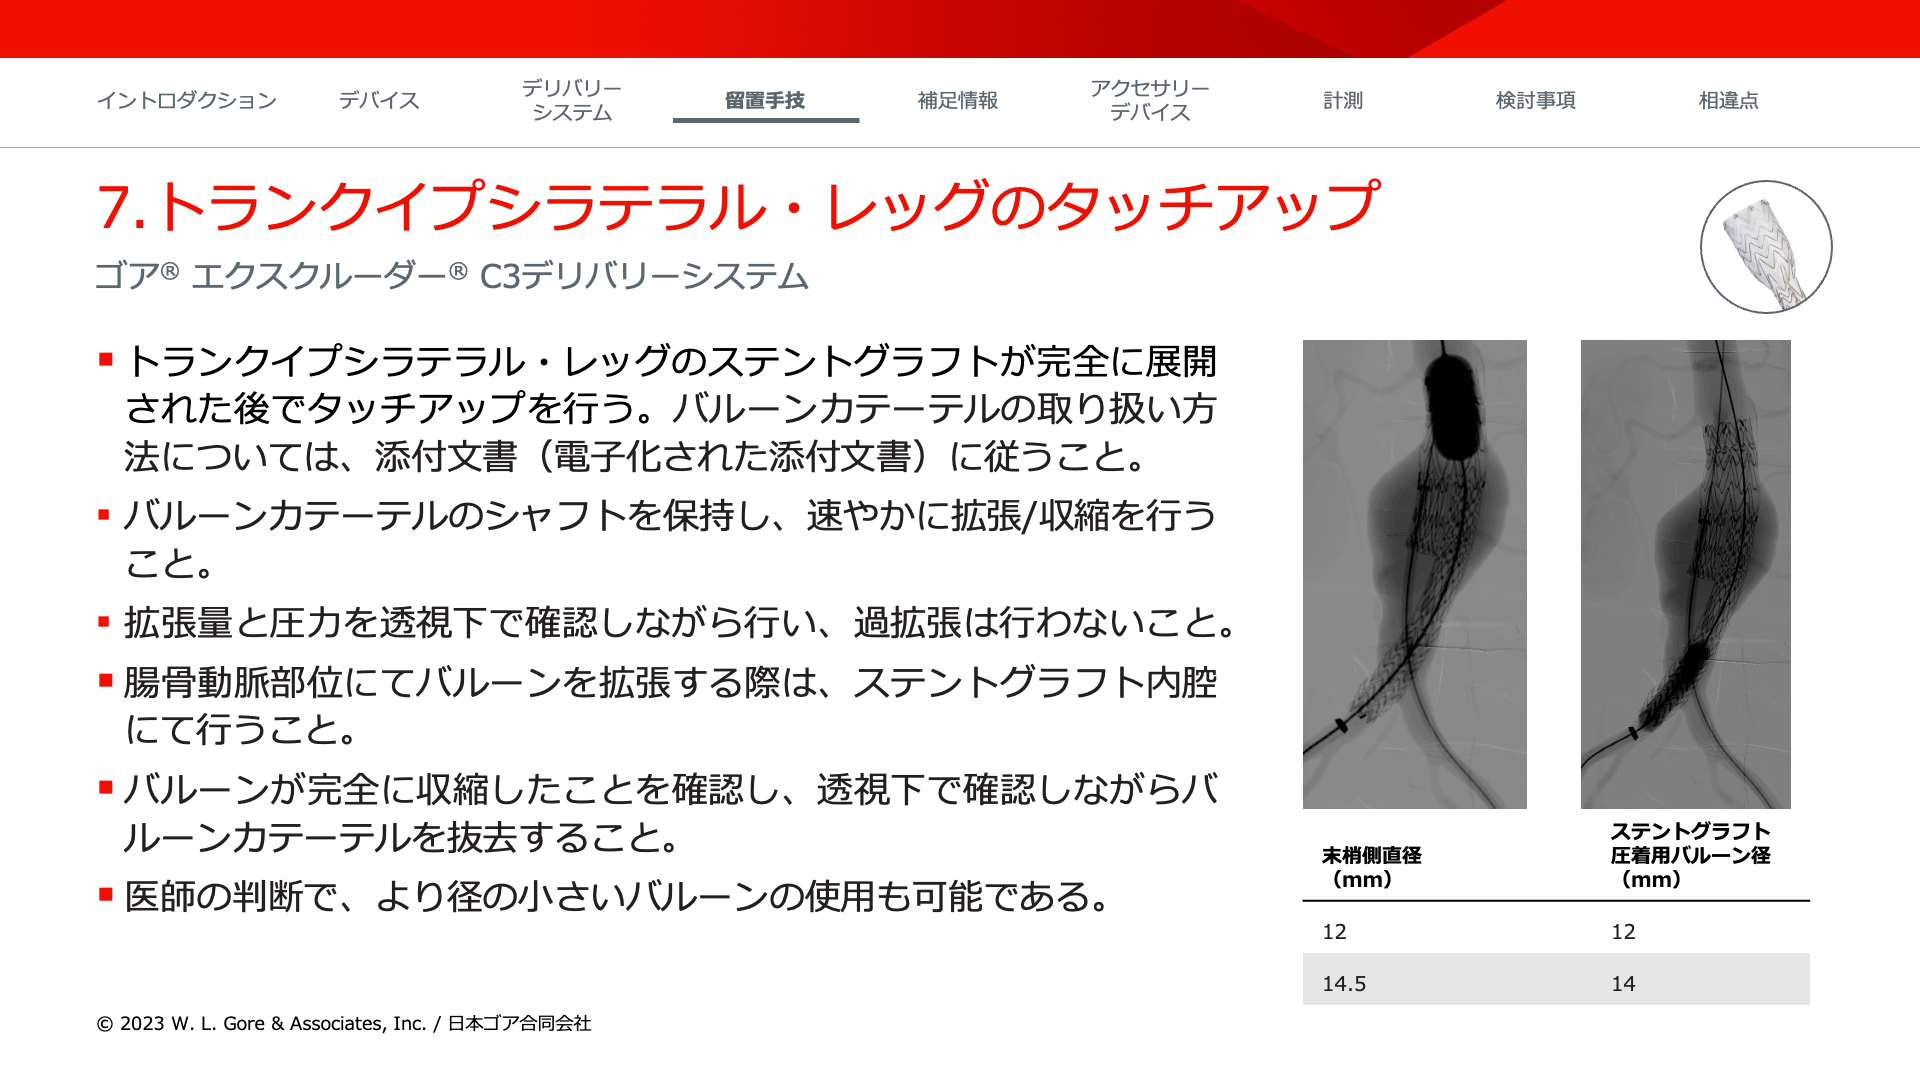 イントロダクション
デバイス
デリバリー
システム
留置手技
補足情報
アクセサリー
デバイス
計測
検討事項
相違点
7.トランクイプシラテラル・レッグのタッチアップ
ゴア® エクスクルーダー® C3デリバリーシステム
トランクイプシラテラル・レッグのステントグラフトが完全に展開
された後でタッチアップを行う。バルーンカテーテルの取り扱い方
法については、添付文書（電子化された添付文書）に従うこと。
バルーンカテーテルのシャフトを保持し、速やかに拡張/収縮を行う
こと。
拡張量と圧力を透視下で確認しながら行い、過拡張は行わないこと。
腸骨動脈部位にてバルーンを拡張する際は、ステントグラフト内腔
にて行うこと。
バルーンが完全に収縮したことを確認し、透視下で確認しながらバ
ルーンカテーテルを抜去すること。
医師の判断で、より径の小さいバルーンの使用も可能である。
末梢側直径
（mm）
ステントグラフト
圧着用バルーン径
（mm）
12 12
14.5 14
© 2023 W. L. Gore & Associates, Inc. / 日本ゴア合同会社